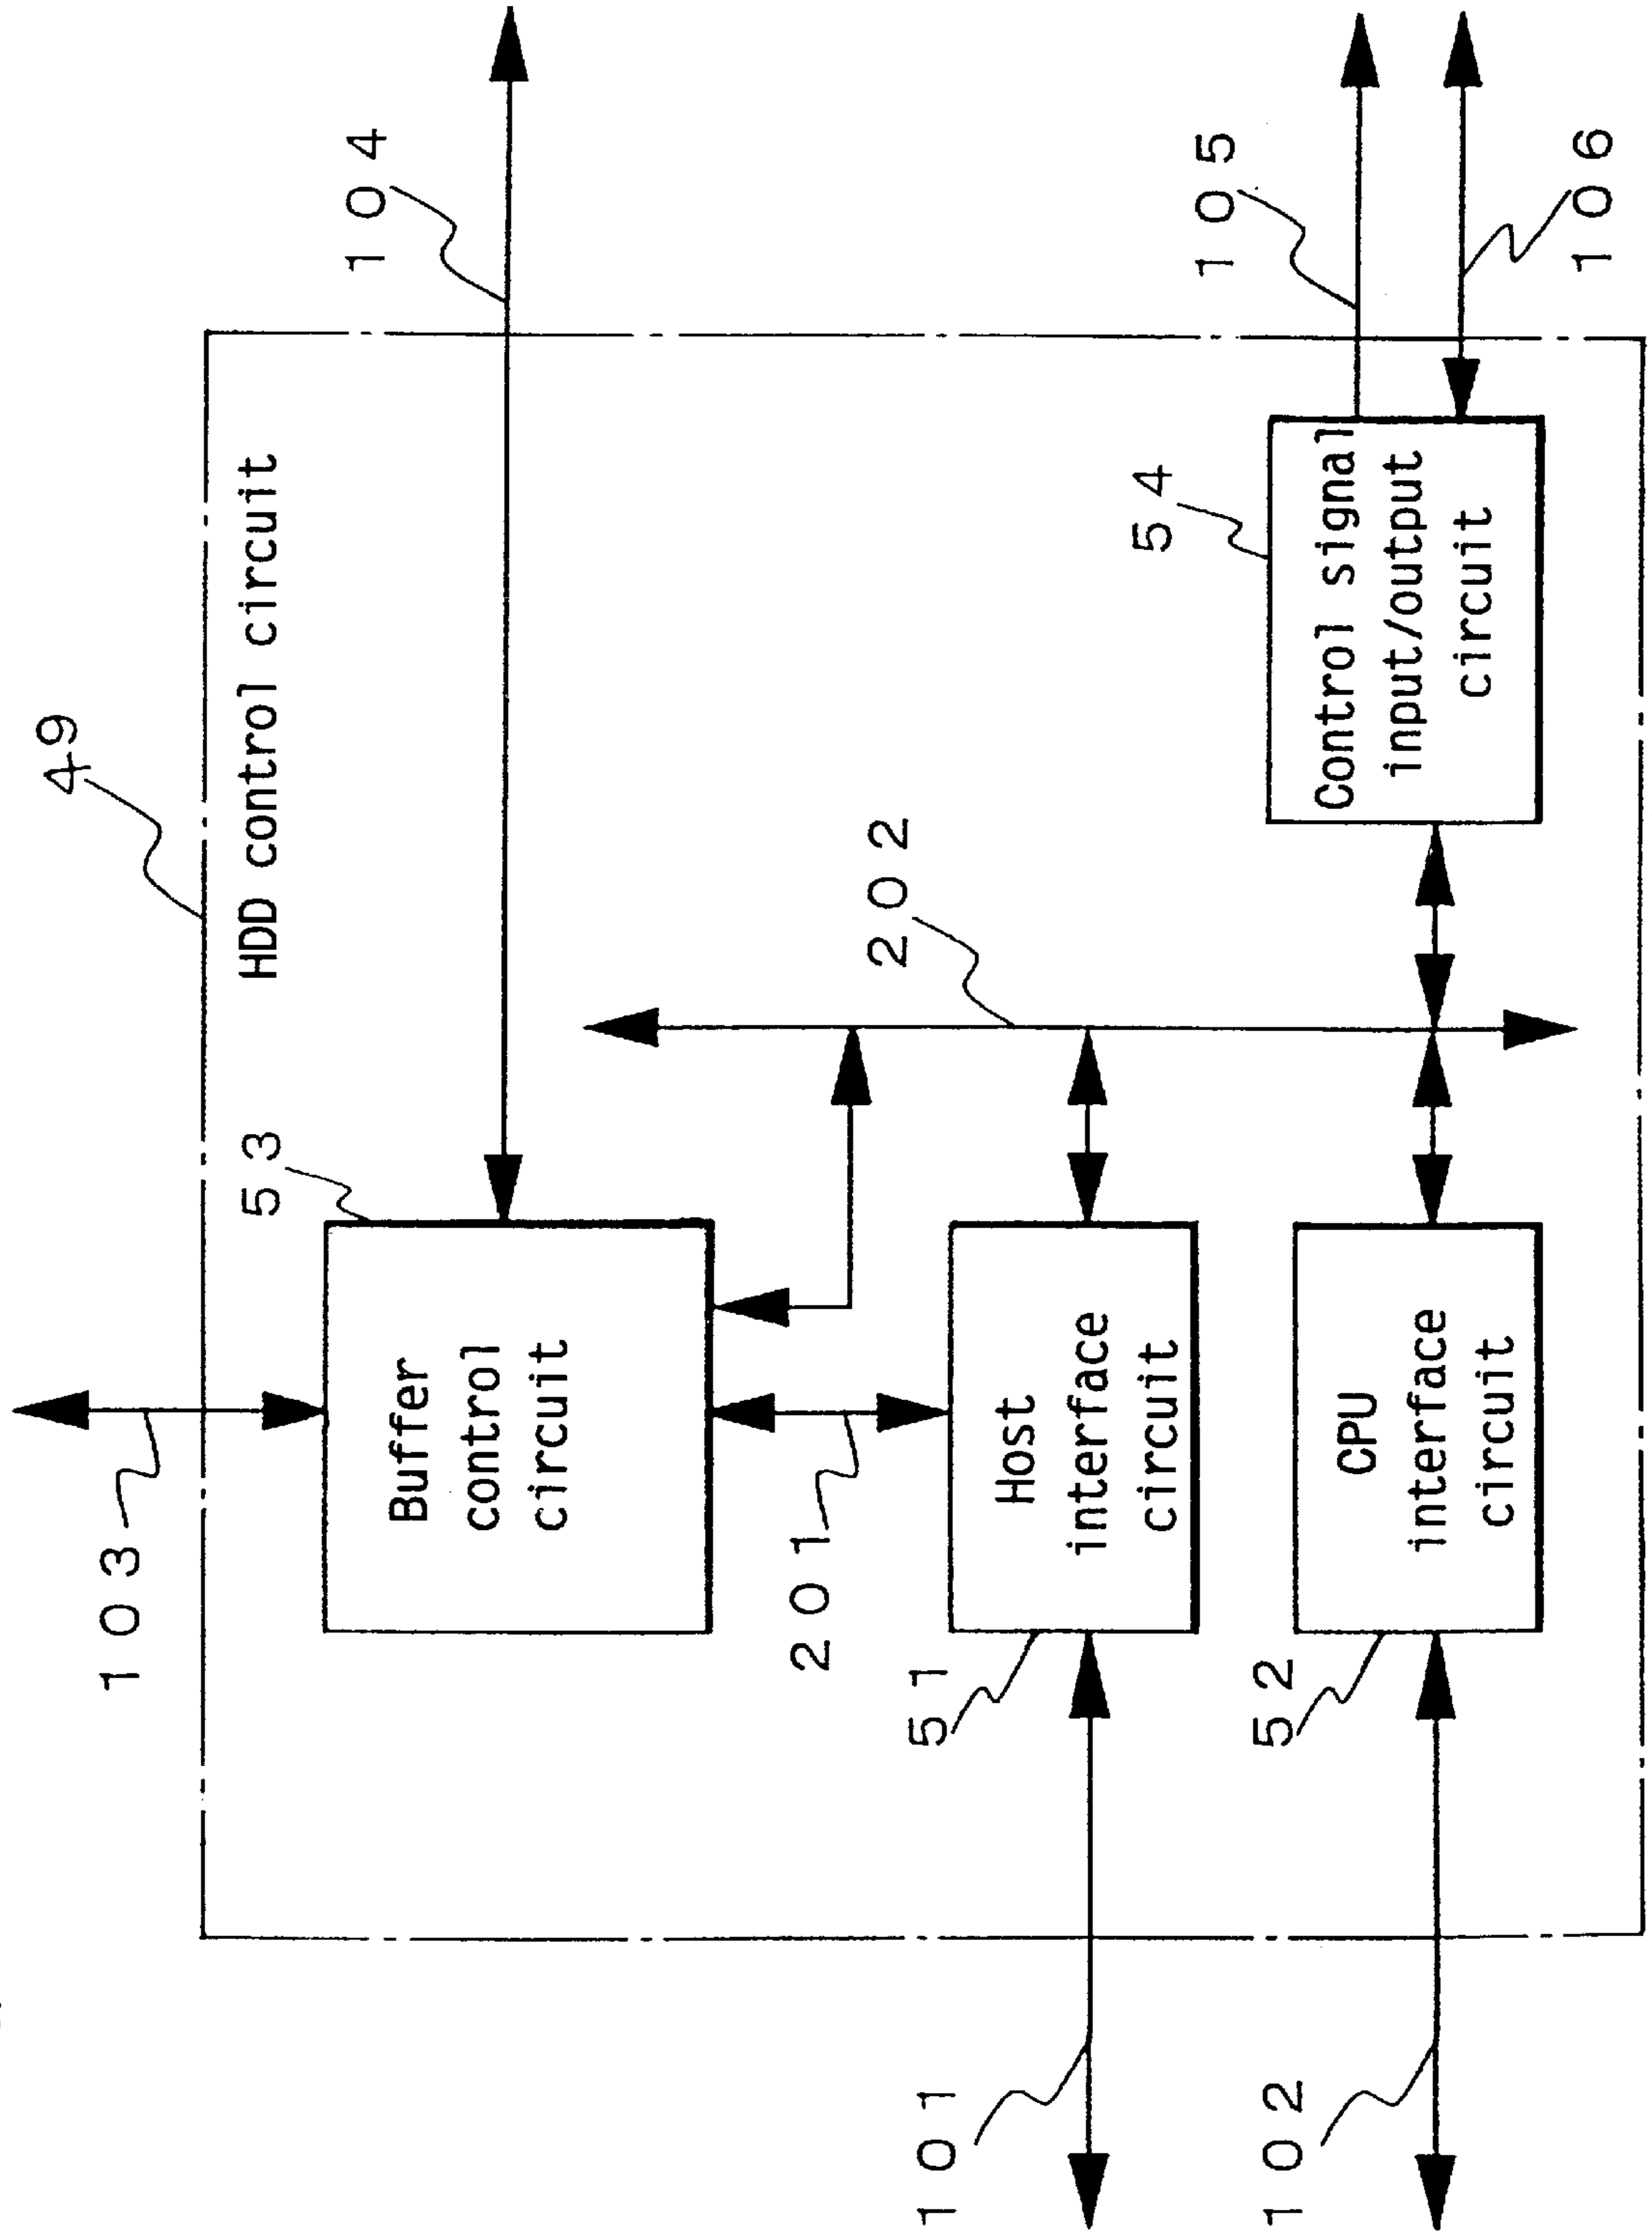 49
HDD control circuit
103
53
104
Buffer
control
circuit
201
202
51
Host
interface
circuit
101
52
CPU
interface
circuit
102
54
Control signal
input/output
circuit
105
106